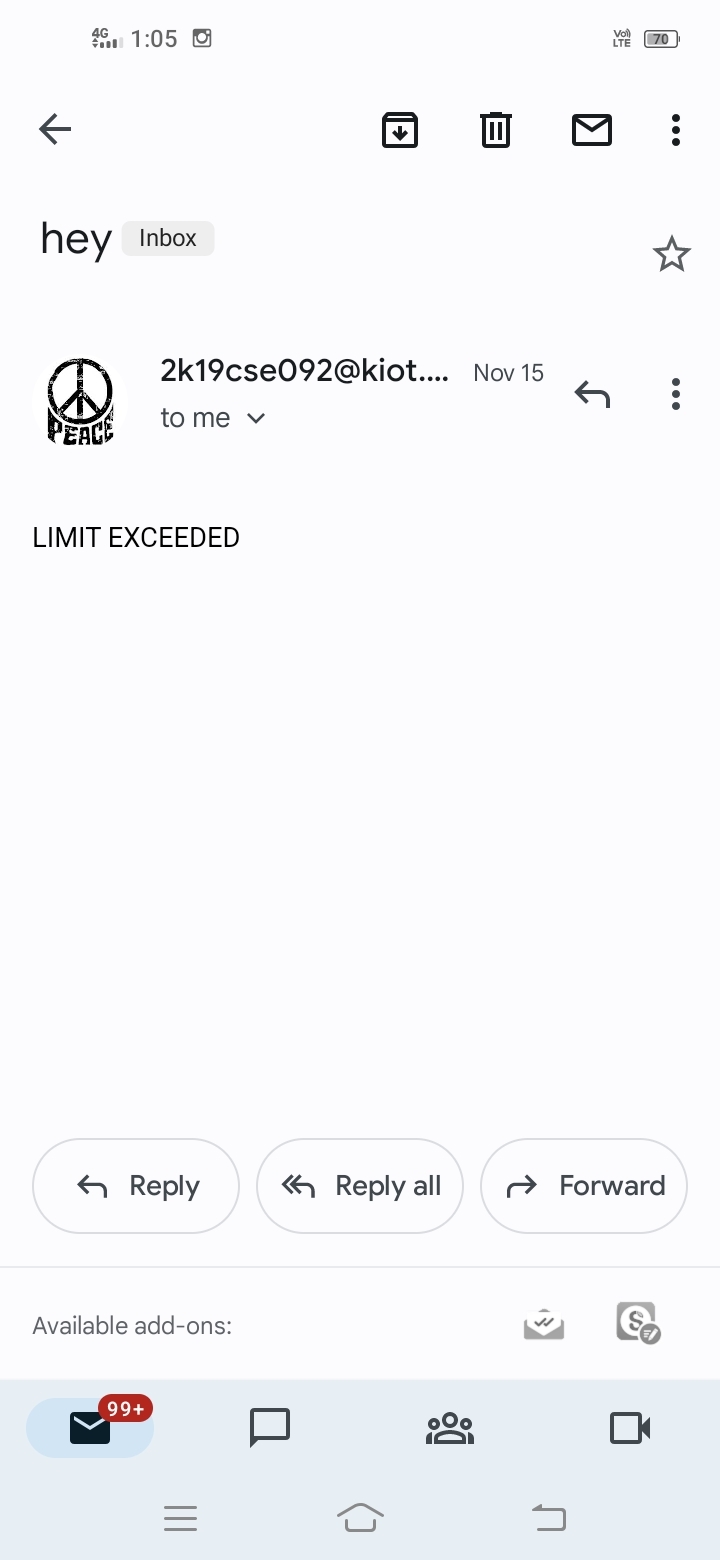 4G 1:05 Vo) LTE 70
hey Inbox
2k19cse092@kiot.... Nov 15
PEACE
to me
LIMIT EXCEEDED
Reply Reply all Forward
Available add-ons:
S
99+